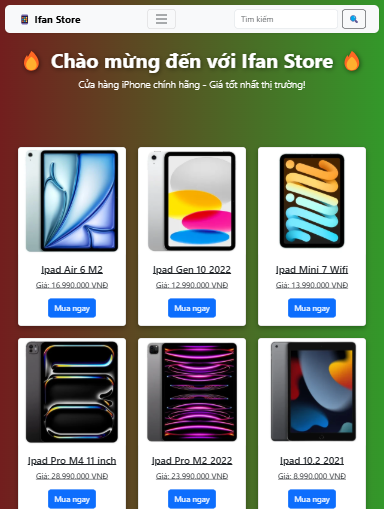 Ifan Store
Tìm kiếm
Chào mừng đến với Ifan Store
Cửa hàng iPhone chính hãng - Giá tốt nhất thị trường!
Ipad Air 6 M2
Giá: 16.990.000 VNĐ
Mua ngay
Ipad Gen 10 2022
Giá: 12.990.000 VNĐ
Mua ngay
Ipad Mini 7 Wifi
Giá: 13.990.000 VNĐ
Mua ngay
Ipad Pro M4 11 inch
Giá: 28.990.000 VNĐ
Mua ngay
Ipad Pro M2 2022
Giá: 23.990.000 VNĐ
Mua ngay
Ipad 10.2 2021
Giá: 8.990.000 VNĐ
Mua ngay